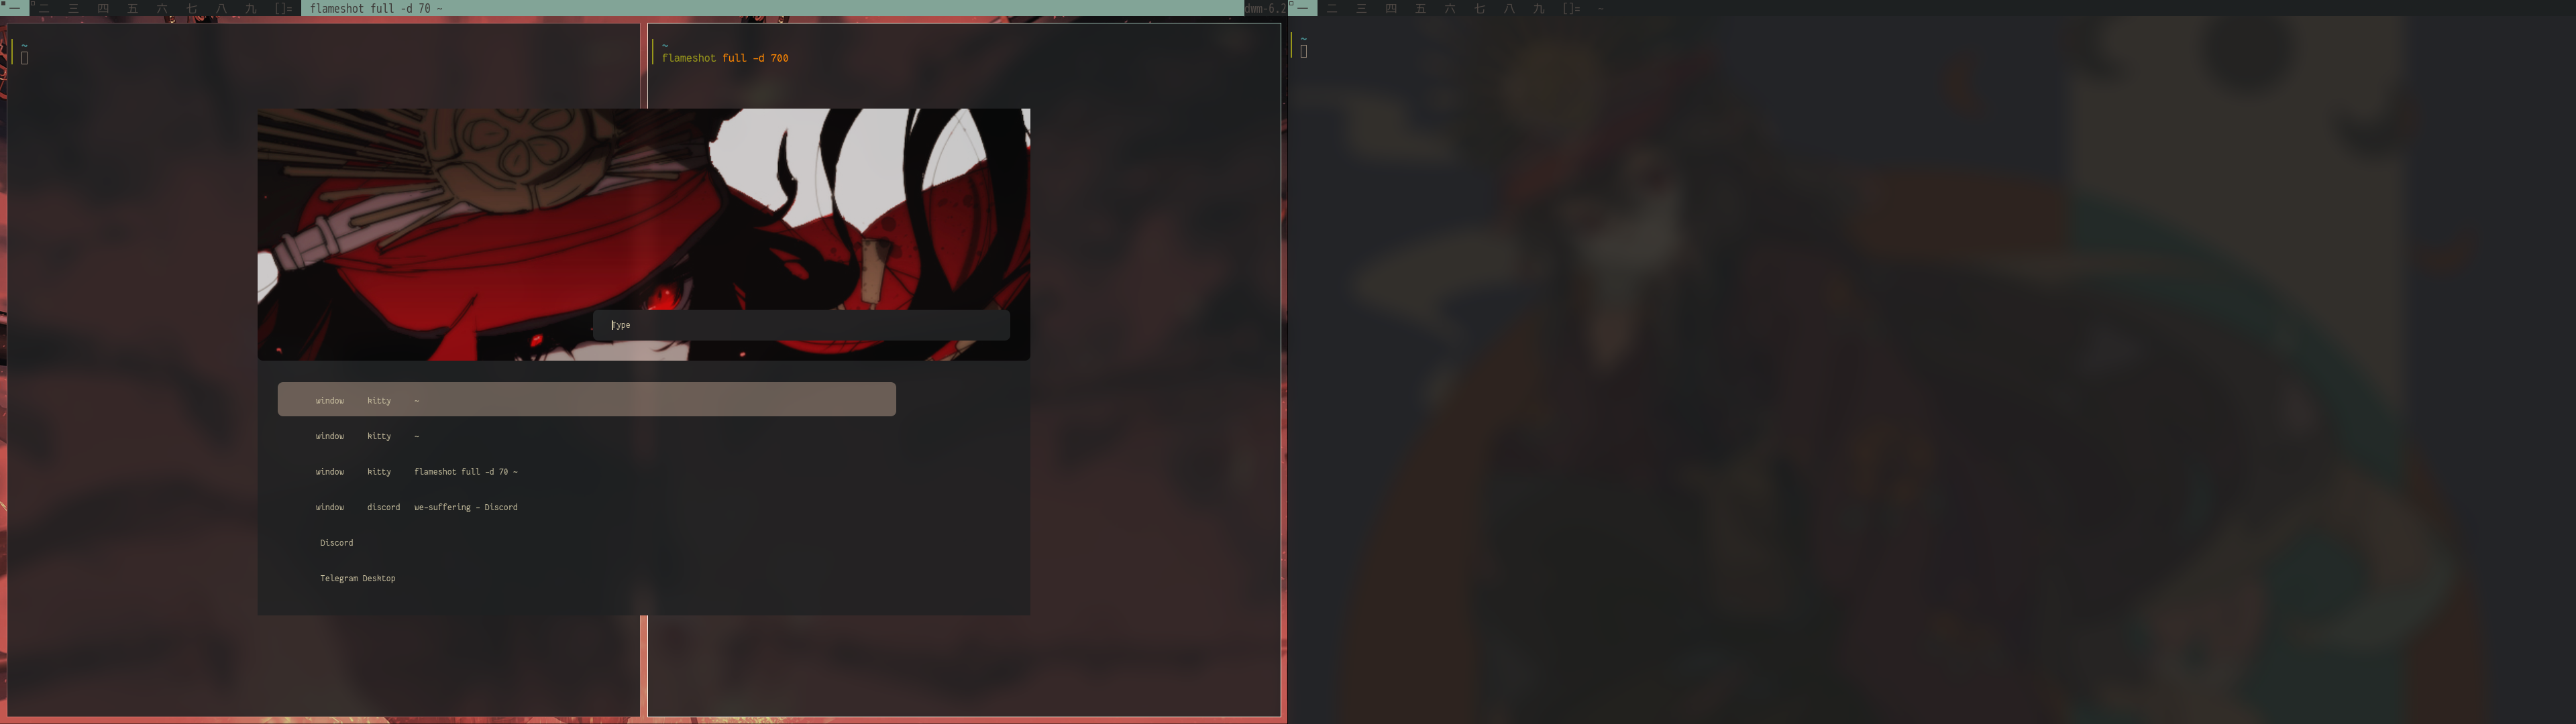 一 二 三 四 五 六 七 八 九 []= flameshot full -d 70 ~ dwm-6.2
~
~
flameshot full -d 700
Type
window kitty ~
window kitty ~
window kitty flameshot full -d 70 ~
window discord we-suffering - Discord
Discord
Telegram Desktop
一 二 三 四 五 六 七 八 九 []= ~
~